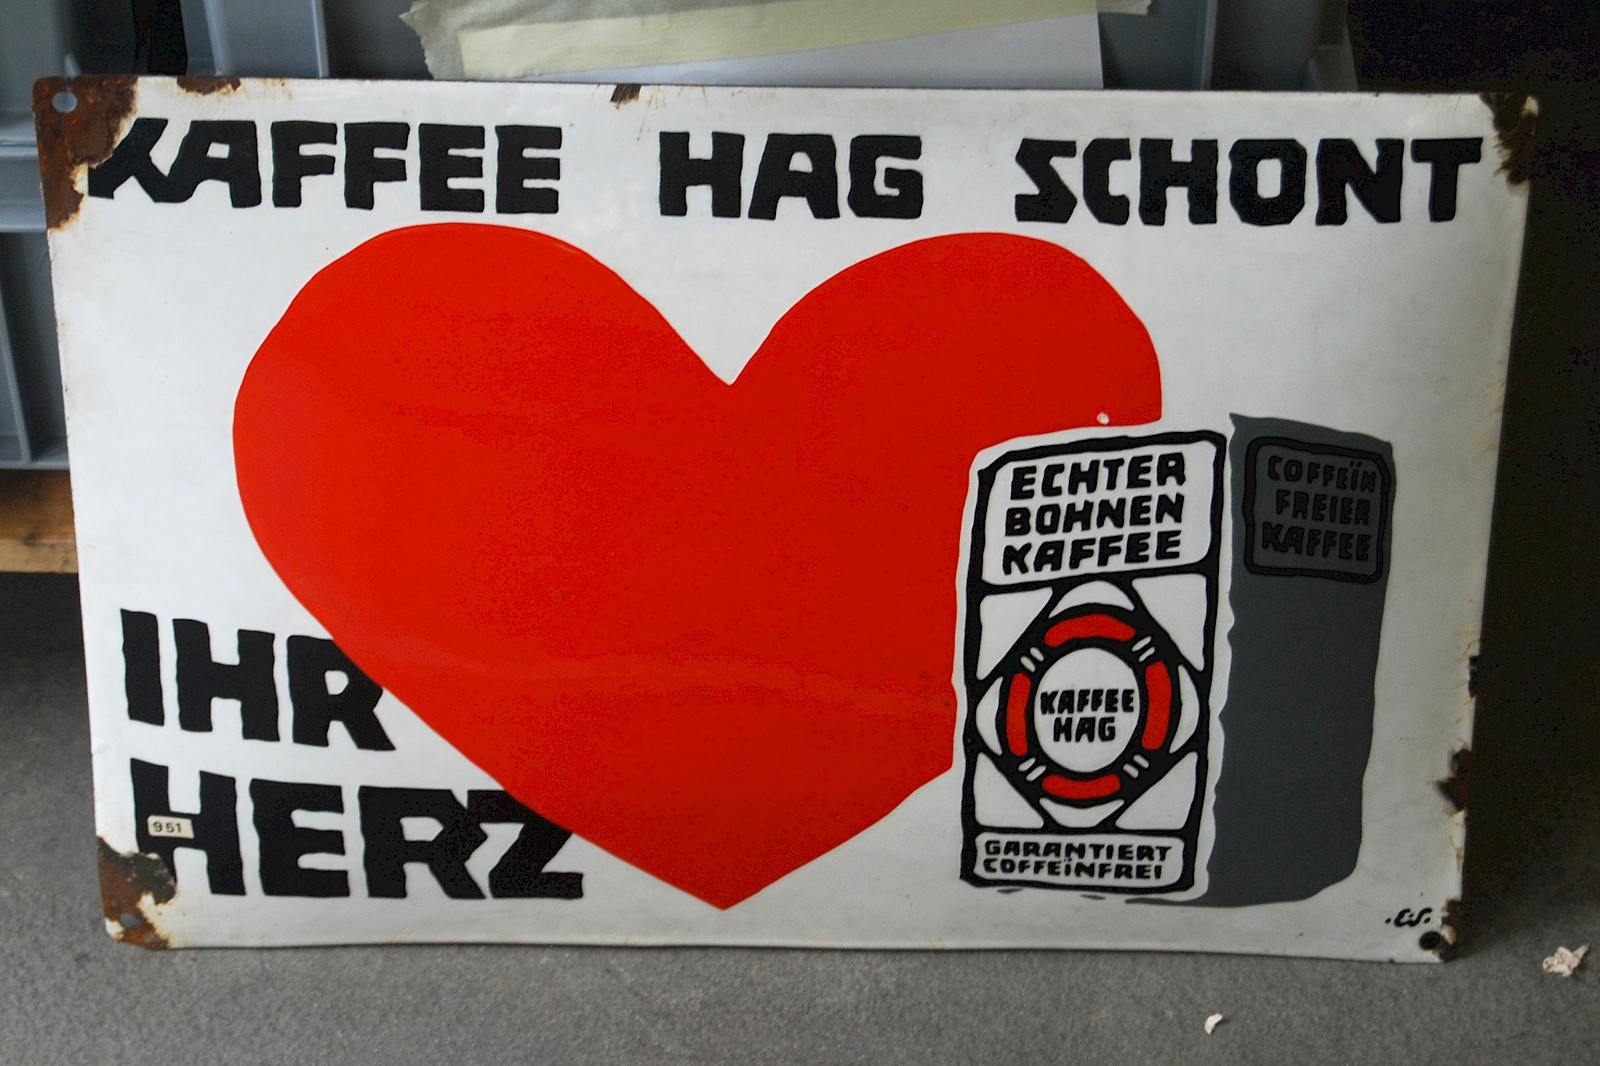 KAFFEE HAG SCHONT
IHR
HERZ
951
ECHTER
BOHNEN
KAFFEE
KAFFEE
HAG
GARANTIERT
COFFEÏNFREI
COFFEÏN
FREIER
KAFFEE